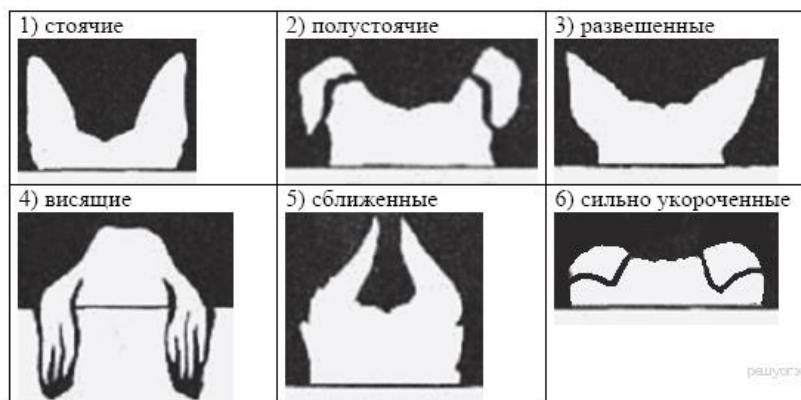 1) стоячие
2) полустоячие
3) развешенные
4) висящие
5) сближенные
6) сильно укороченные